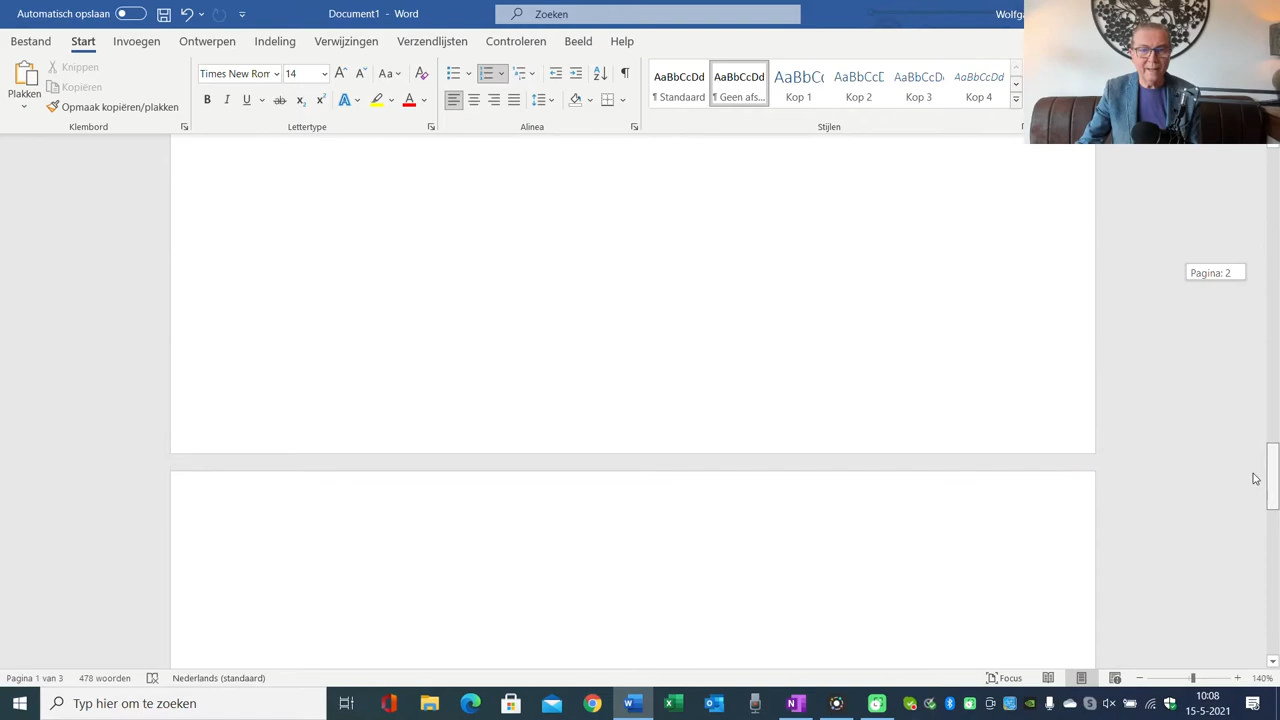 Automatisch opslaan Document1 - Word Zoeken Wolfg
Bestand Start Invoegen Ontwerpen Indeling Verwijzingen Verzendlijsten Controleren Beeld Help
Plakken
Knippen
Kopiëren
Opmaak kopiëren/plakken
Klembord
Times New Rom 14
Lettertype
Alinea
AaBbCcDd AaBbCcDd AaBbCc AaBbCcE AaBbCcDd AaBbCcDd
¶ Standaard ¶ Geen afs... Kop 1 Kop 2 Kop 3 Kop 4
Stijlen
Pagina: 2
Pagina 1 van 3 478 woorden Nederlands (standaard) Focus 140%
Typ hier om te zoeken
10:08
15-5-2021